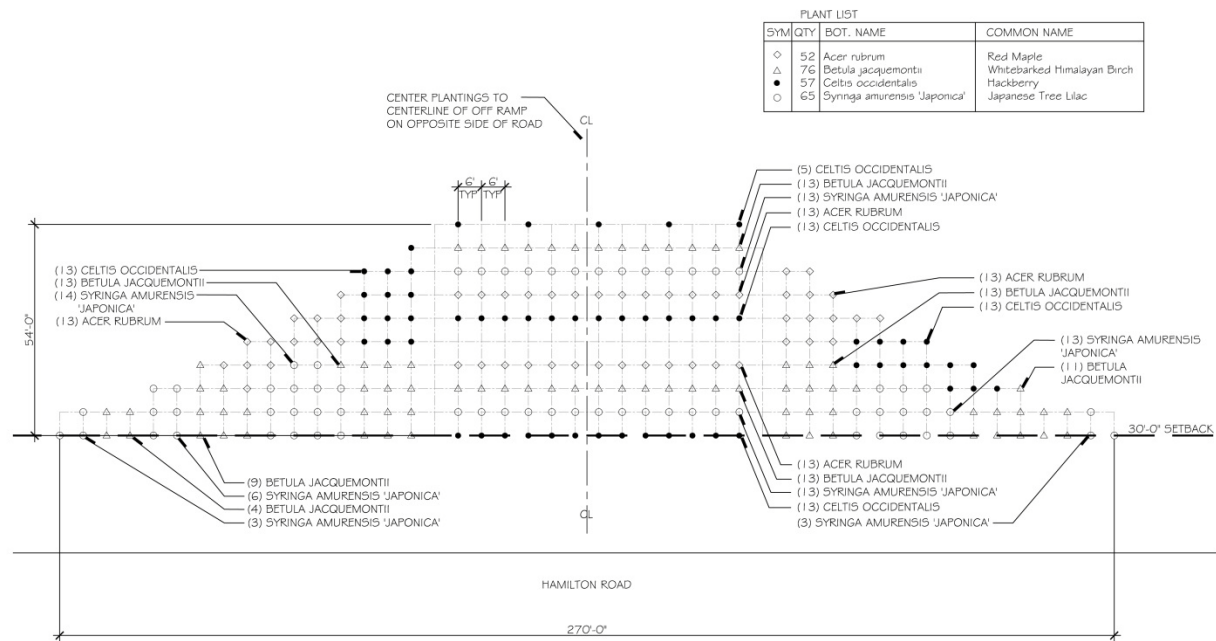 PLANT LIST
SYM QTY BOT. NAME COMMON NAME
52 Acer rubrum Red Maple
76 Betula jacquemontii Whitebarked Himalayan Birch
57 Celtis occidentalis Hackberry
65 Syringa amurensis 'Japonica' Japanese Tree Lilac
CENTER PLANTINGS TO
CENTERLINE OF OFF RAMP
ON OPPOSITE SIDE OF ROAD
CL
6' 6'
TYP TYP
(5) CELTIS OCCIDENTALIS
(13) BETULA JACQUEMONTII
(13) SYRINGA AMURENSIS 'JAPONICA'
(13) ACER RUBRUM
(13) CELTIS OCCIDENTALIS
(13) CELTIS OCCIDENTALIS
(13) BETULA JACQUEMONTII
(14) SYRINGA AMURENSIS
'JAPONICA'
(13) ACER RUBRUM
54'-0"
(13) ACER RUBRUM
(13) BETULA JACQUEMONTII
(13) CELTIS OCCIDENTALIS
(13) SYRINGA AMURENSIS
'JAPONICA'
(11) BETULA
JACQUEMONTII
30'-0" SETBACK
(9) BETULA JACQUEMONTII
(6) SYRINGA AMURENSIS 'JAPONICA'
(4) BETULA JACQUEMONTII
(3) SYRINGA AMURENSIS 'JAPONICA'
(13) ACER RUBRUM
(13) BETULA JACQUEMONTII
(13) SYRINGA AMURENSIS 'JAPONICA'
(13) CELTIS OCCIDENTALIS
(3) SYRINGA AMURENSIS 'JAPONICA'
CL
HAMILTON ROAD
270'-0"